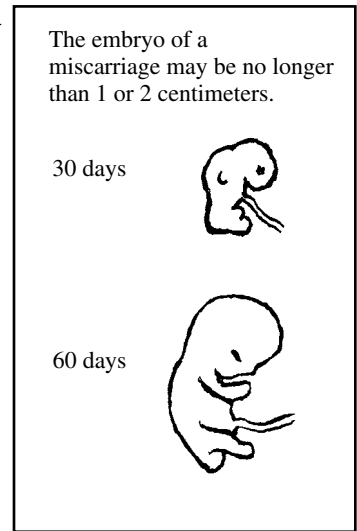 The embryo of a
miscarriage may be no longer
than 1 or 2 centimeters.
30 days
60 days